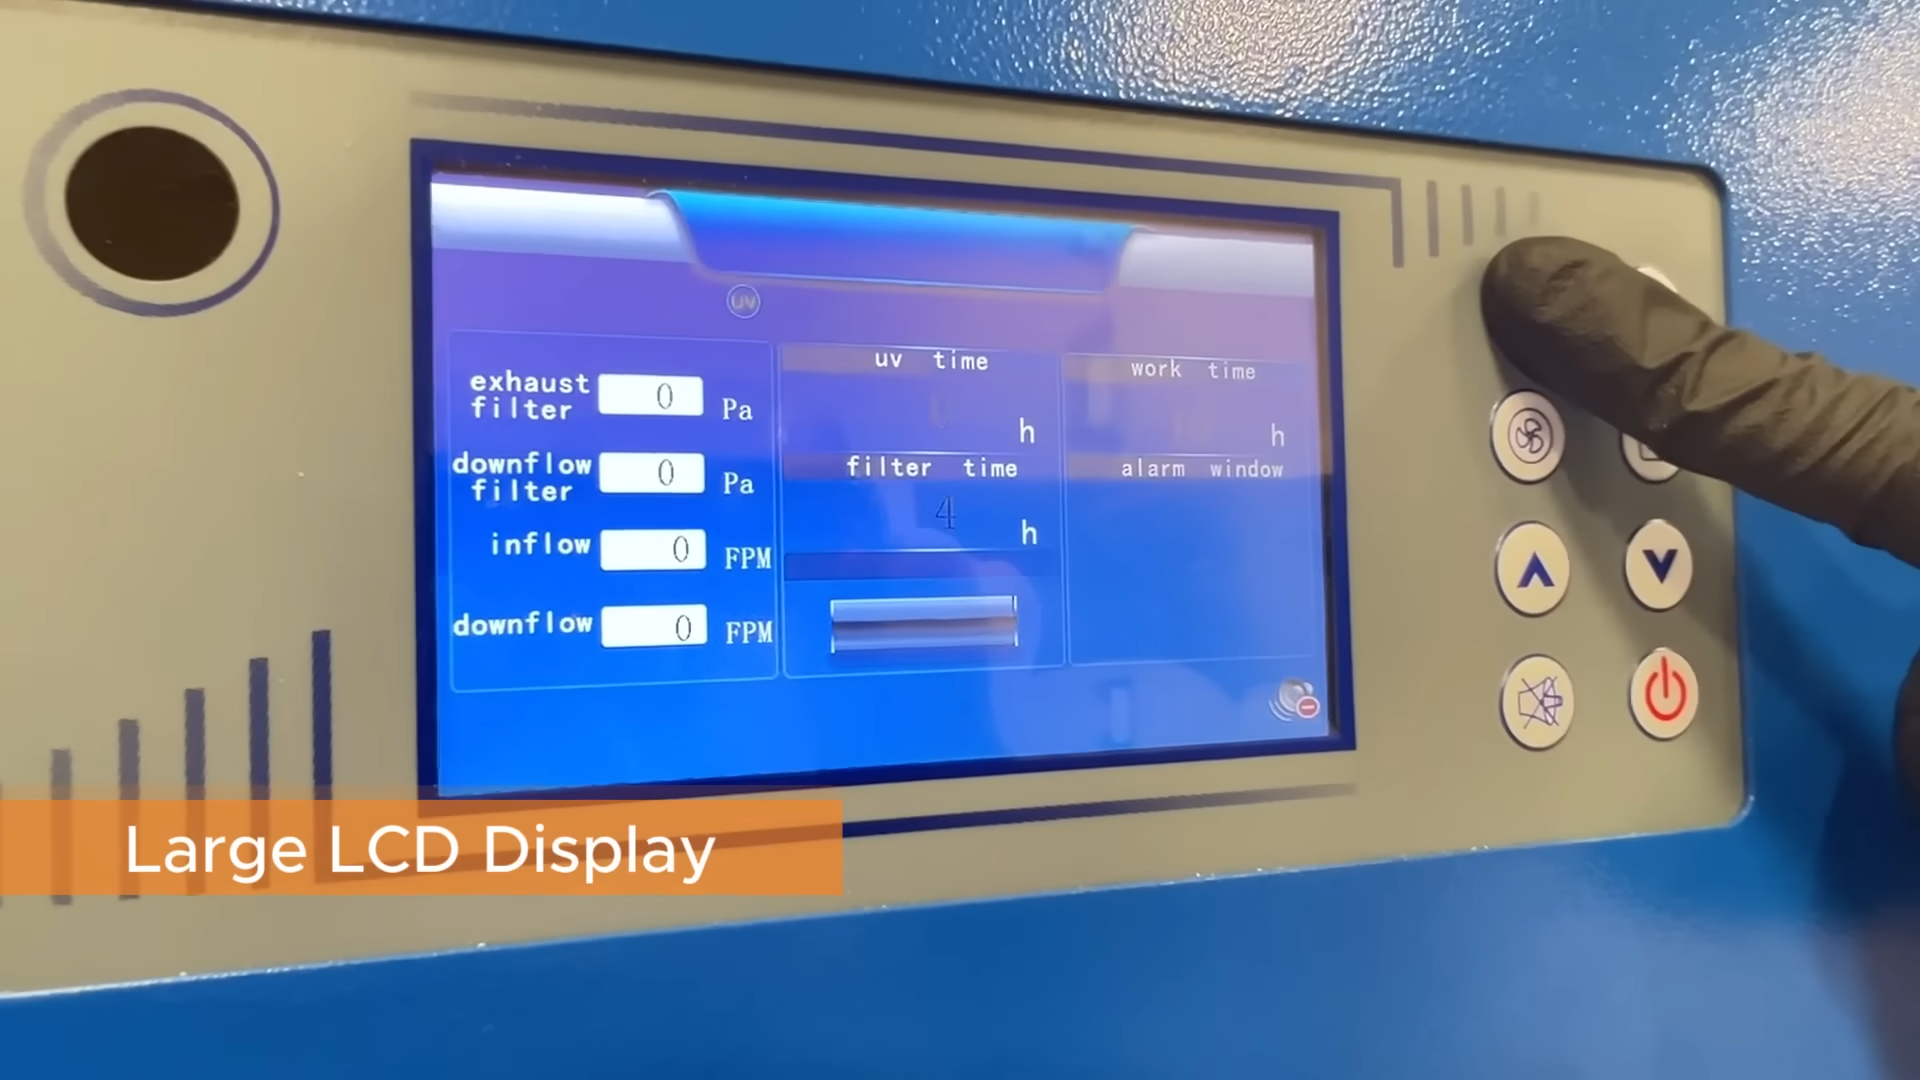 uv
exhaust
filter
0
Pa
downflow
filter
0
Pa
inflow
0
FPM
downflow
0
FPM
uv time
h
filter time
4
h
work time
h
alarm window
Large LCD Display